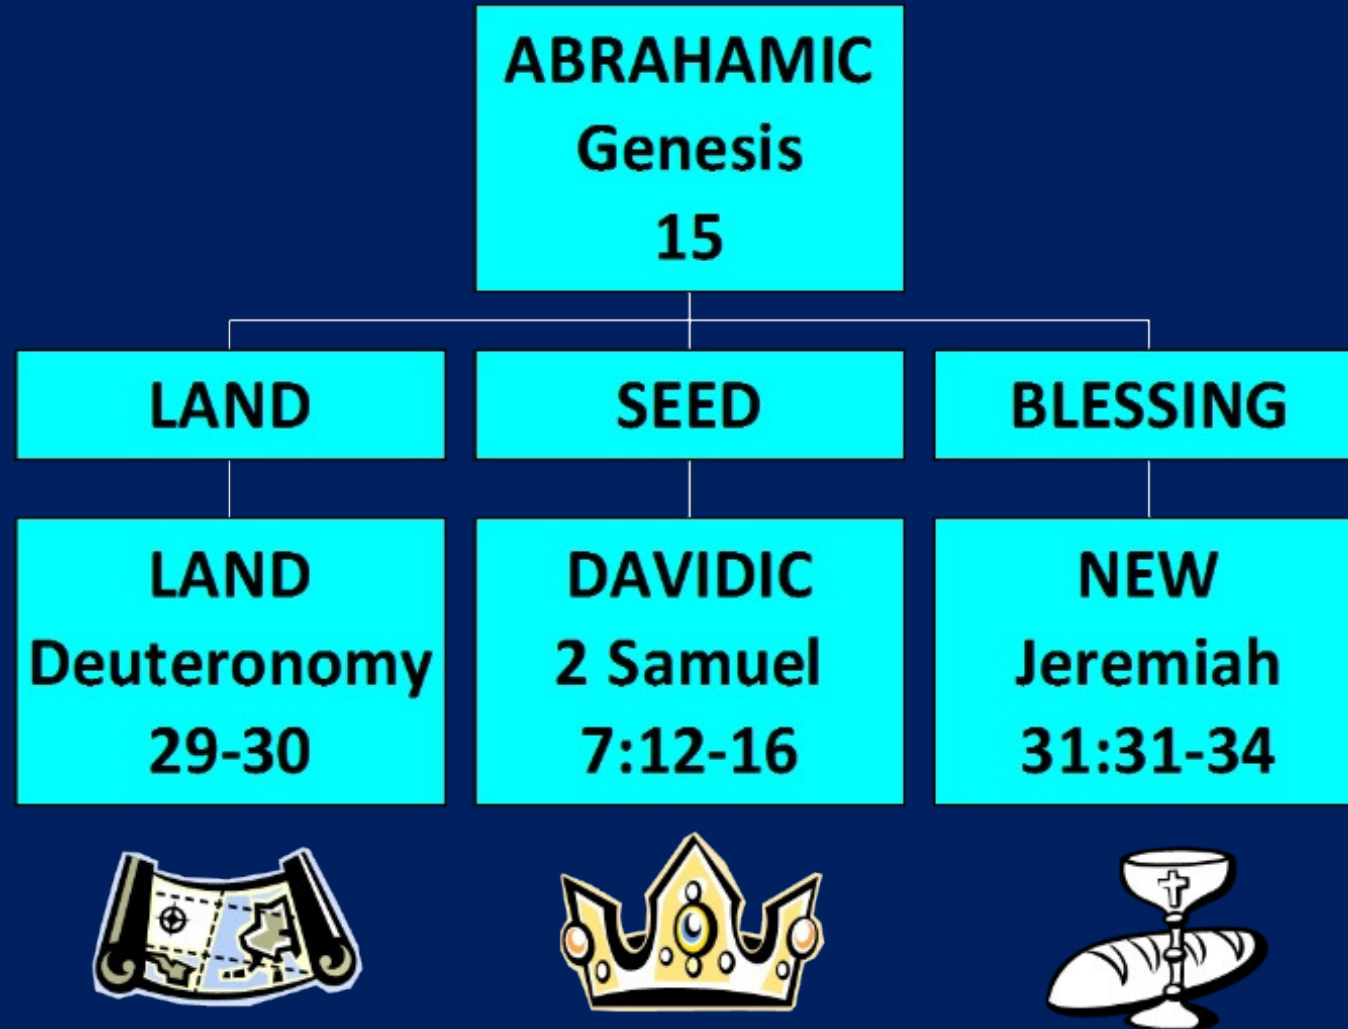 ABRAHAMIC
Genesis
15
LAND
SEED
BLESSING
LAND
Deuteronomy
29-30
DAVIDIC
2 Samuel
7:12-16
NEW
Jeremiah
31:31-34